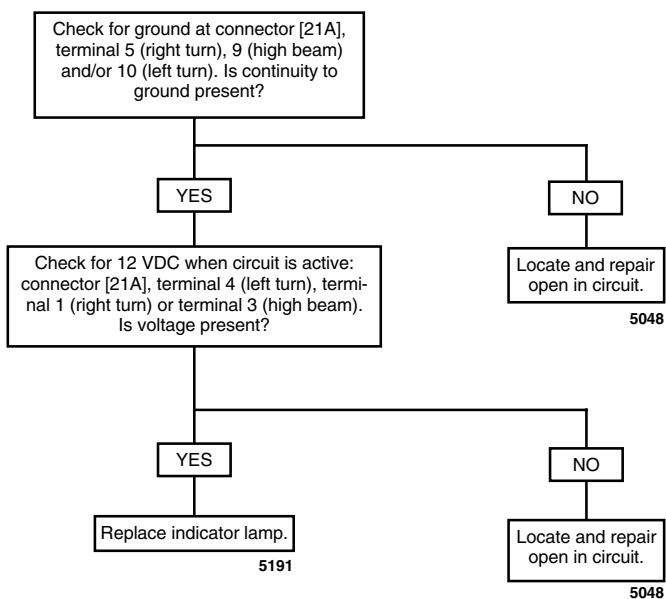 Check for ground at connector [21A],
terminal 5 (right turn), 9 (high beam)
and/or 10 (left turn). Is continuity to
ground present?
YES
NO
Check for 12 VDC when circuit is active:
connector [21A], terminal 4 (left turn), termi-
nal 1 (right turn) or terminal 3 (high beam).
Is voltage present?
Locate and repair
open in circuit.
5048
YES
NO
Replace indicator lamp.
5191
Locate and repair
open in circuit.
5048